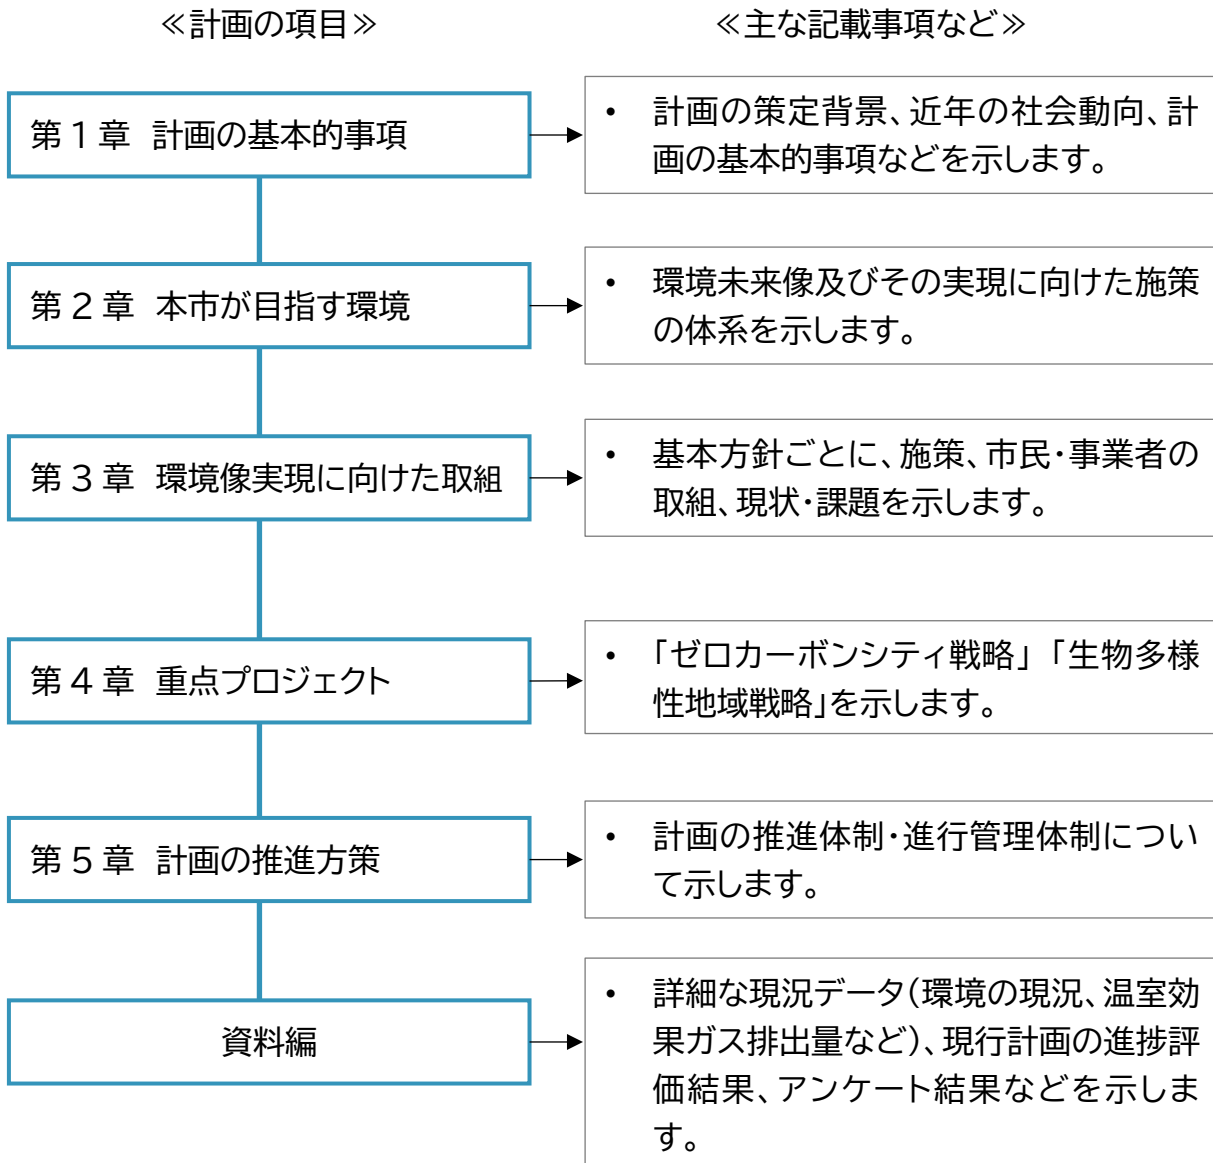 ≪計画の項目≫
≪主な記載事項など≫
第1章 計画の基本的事項
• 計画の策定背景、近年の社会動向、計
画の基本的事項などを示します。
第2章 本市が目指す環境
• 環境未来像及びその実現に向けた施策
の体系を示します。
第3章 環境像実現に向けた取組
• 基本方針ごとに、施策、市民・事業者の
取組、現状・課題を示します。
第4章 重点プロジェクト
• 「ゼロカーボンシティ戦略」「生物多様
性地域戦略」を示します。
第5章 計画の推進方策
• 計画の推進体制・進行管理体制につい
て示します。
資料編
• 詳細な現況データ（環境の現況、温室効
果ガス排出量など）、現行計画の進捗評
価結果、アンケート結果などを示しま
す。